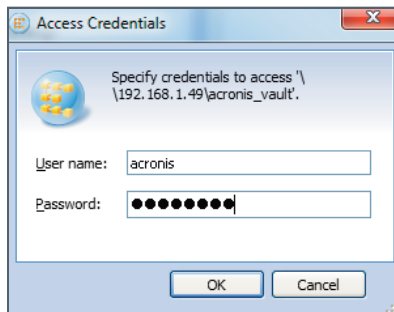 Access Credentials
Specify credentials to access '\
\192.168.1.49\acronis_vault'.
User name: acronis
Password: ●●●●●●●●
OK Cancel